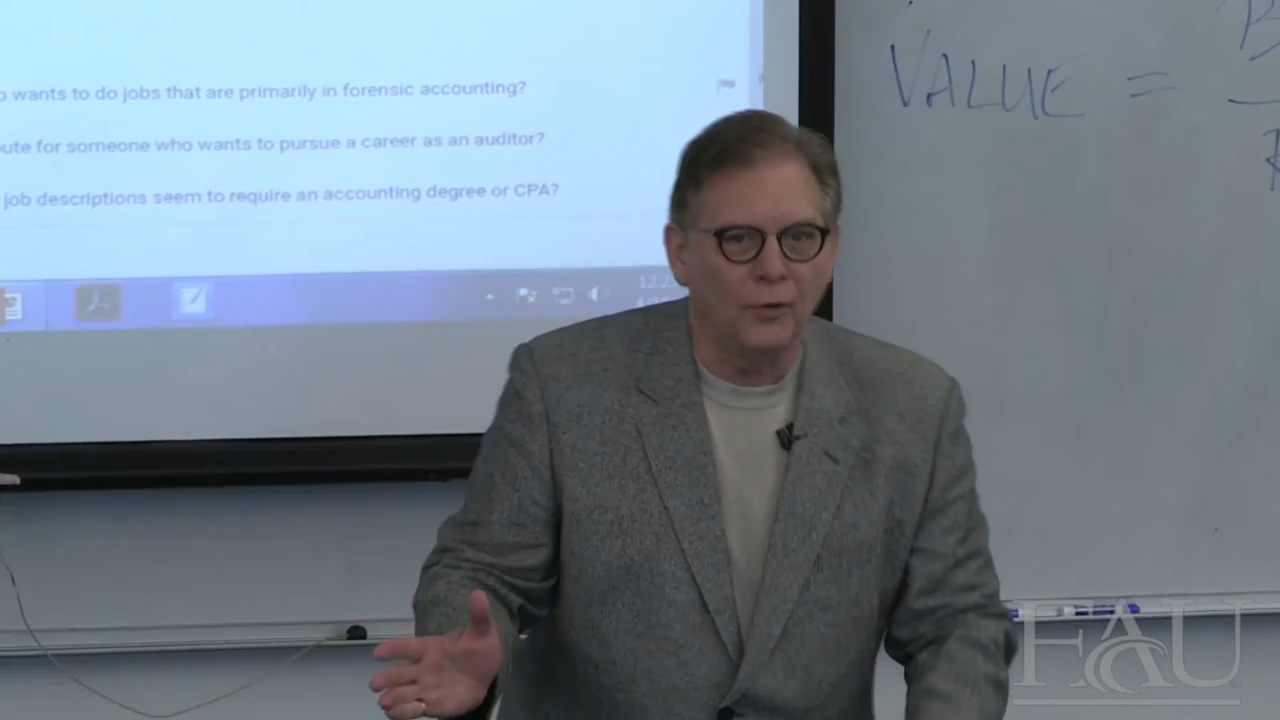 wants to do jobs that are primarily in forensic accounting?
for someone who wants to pursue a career as an auditor?
job descriptions seem to require an accounting degree or CPA?
VALUE =
FAU